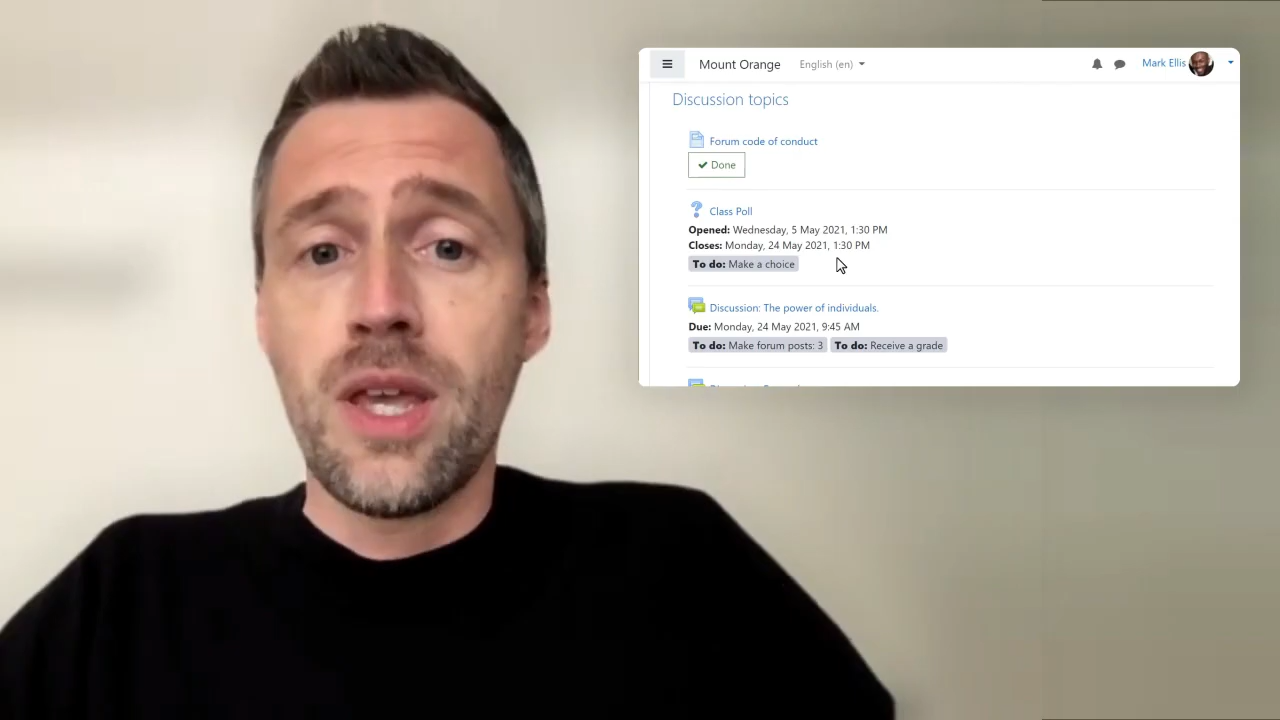 Mount Orange English (en) Mark Ellis
Discussion topics
Forum code of conduct
Done
Class Poll
Opened: Wednesday, 5 May 2021, 1:30 PM
Closes: Monday, 24 May 2021, 1:30 PM
To do: Make a choice
Discussion: The power of individuals.
Due: Monday, 24 May 2021, 9:45 AM
To do: Make forum posts: 3 To do: Receive a grade